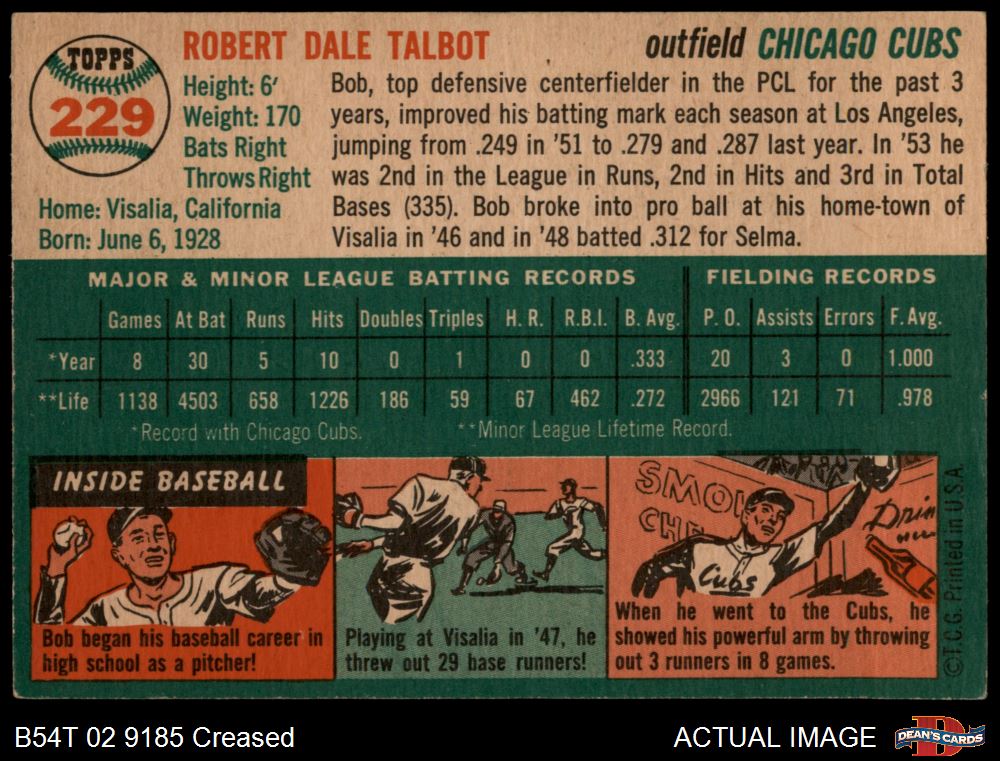 TOPPS
229
ROBERT DALE TALBOT
outfield CHICAGO CUBS
Height: 6'
Weight: 170
Bats Right
Throws Right
Home: Visalia, California
Born: June 6, 1928
Bob, top defensive centerfielder in the PCL for the past 3
years, improved his batting mark each season at Los Angeles,
jumping from .249 in '51 to .279 and .287 last year. In '53 he
was 2nd in the League in Runs, 2nd in Hits and 3rd in Total
Bases (335). Bob broke into pro ball at his home-town of
Visalia in '46 and in '48 batted .312 for Selma.
MAJOR & MINOR LEAGUE BATTING RECORDS FIELDING RECORDS
Games At Bat Runs Hits Doubles Triples H. R. R.B.I. B. Avg. P. O. Assists Errors F. Avg.
*Year 8 30 5 10 0 1 0 0 .333 20 3 0 1.000
**Life 1138 4503 658 1226 186 59 67 462 .272 2966 121 71 .978
*Record with Chicago Cubs. **Minor League Lifetime Record.
INSIDE BASEBALL
Bob began his baseball career in
high school as a pitcher!
Playing at Visalia in '47, he
threw out 29 base runners!
SMO
CH
Cubs
Drin
When he went to the Cubs, he
showed his powerful arm by throwing
out 3 runners in 8 games.
©T.C.G. Printed in U.S.A.
B54T 02 9185 Creased
ACTUAL IMAGE
DEAN'S CARDS